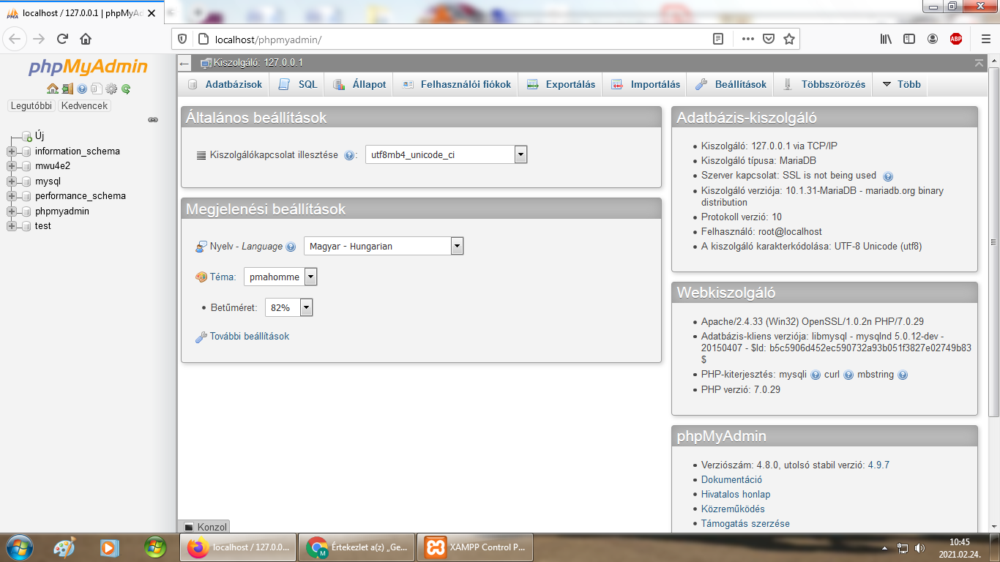 localhost / 127.0.0.1 | phpMyAd
localhost/phpmyadmin/
ABP
phpMyAdmin
Legutóbbi Kedvencek
Új
information_schema
mwu4e2
mysql
performance_schema
phpmyadmin
test
Kiszolgáló: 127.0.0.1
Adatbázisok SQL Állapot Felhasználói fiókok Exportálás Importálás Beállítások Többszörözés Több
Általános beállítások
Kiszolgálókapcsolat illesztése : utf8mb4_unicode_ci
Megjelenési beállítások
Nyelv - Language Magyar - Hungarian
Téma: pmahomme
• Betűméret: 82%
További beállítások
Adatbázis-kiszolgáló
• Kiszolgáló: 127.0.0.1 via TCP/IP
• Kiszolgáló típusa: MariaDB
• Szerver kapcsolat: SSL is not being used
• Kiszolgáló verziója: 10.1.31-MariaDB - mariadb.org binary
distribution
• Protokoll verzió: 10
• Felhasználó: root@localhost
• A kiszolgáló karakterkódolása: UTF-8 Unicode (utf8)
Webkiszolgáló
• Apache/2.4.33 (Win32) OpenSSL/1.0.2n PHP/7.0.29
• Adatbázis-kliens verziója: libmysql - mysqlnd 5.0.12-dev -
20150407 - $Id: b5c5906d452ec590732a93b051f3827e02749b83
$
• PHP-kiterjesztés: mysqli curl mbstring
• PHP verzió: 7.0.29
phpMyAdmin
• Verziószám: 4.8.0, utolsó stabil verzió: 4.9.7
• Dokumentáció
• Hivatalos honlap
• Közreműködés
• Támogatás szerzése
Konzol
localhost / 127.0.0... Értekezlet a(z) „Ge... XAMPP Control P...
10:45
2021.02.24.